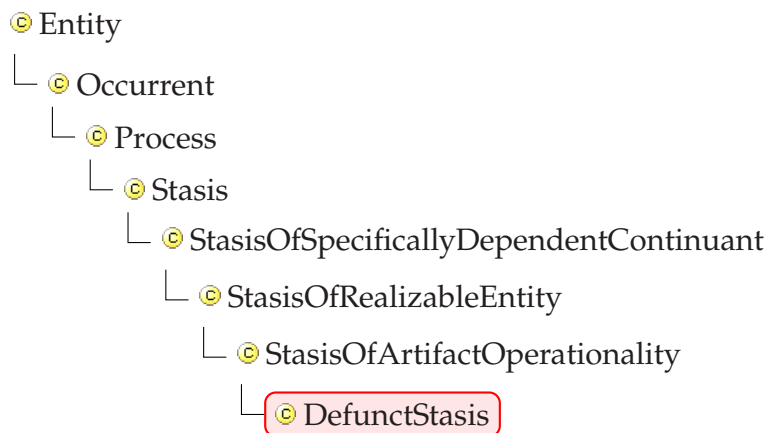 Entity
Occurrent
Process
Stasis
StasisOfSpecificallyDependentContinuant
StasisOfRealizableEntity
StasisOfArtifactOperationality
DefunctStasis